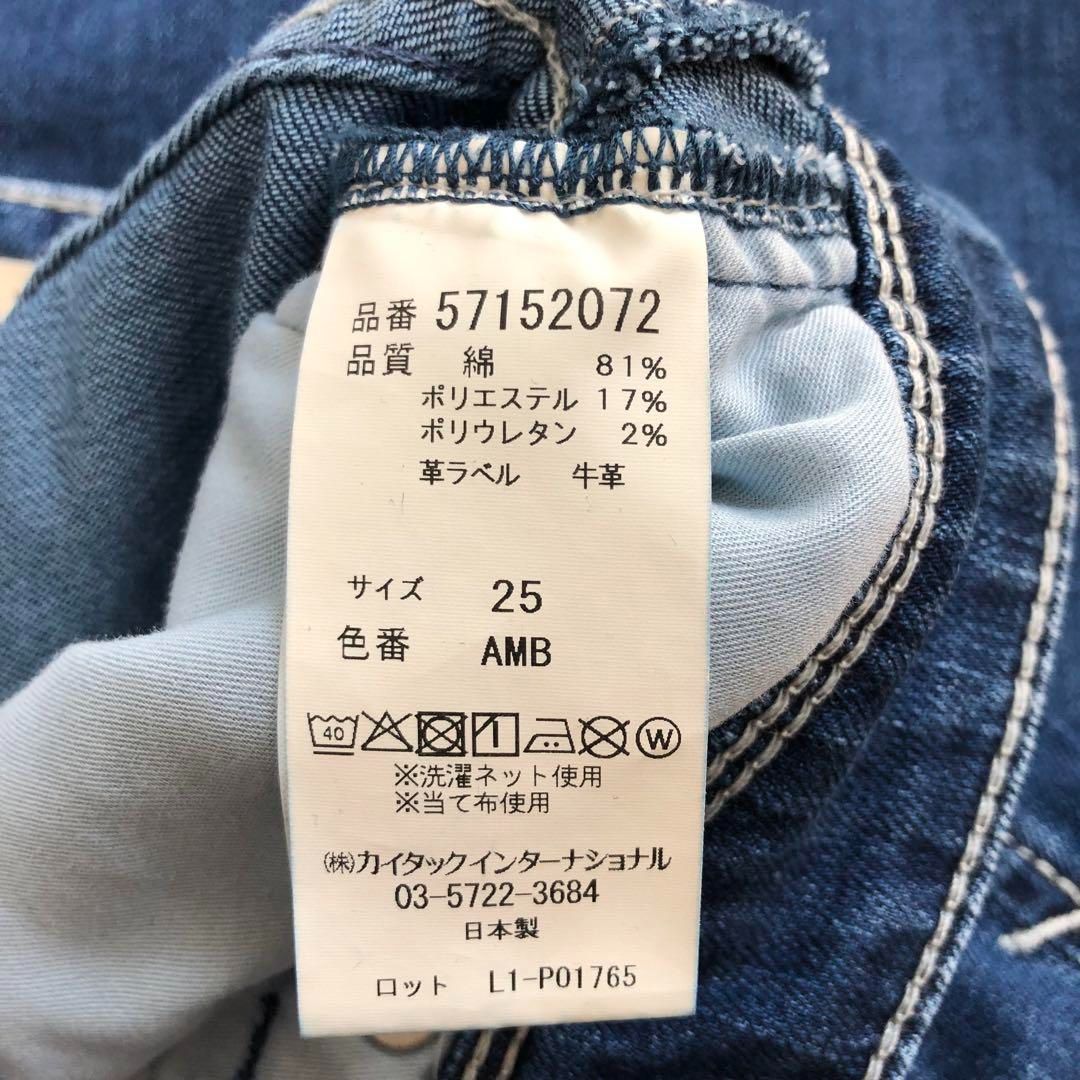 品番 57152072
品質 綿 81%
ポリエステル 17%
ポリウレタン 2%
革ラベル 牛革
サイズ 25
色番 AMB
40 W
※洗濯ネット使用
※当て布使用
㈱カイタックインターナショナル
03-5722-3684
日本製
ロット L1-P01765